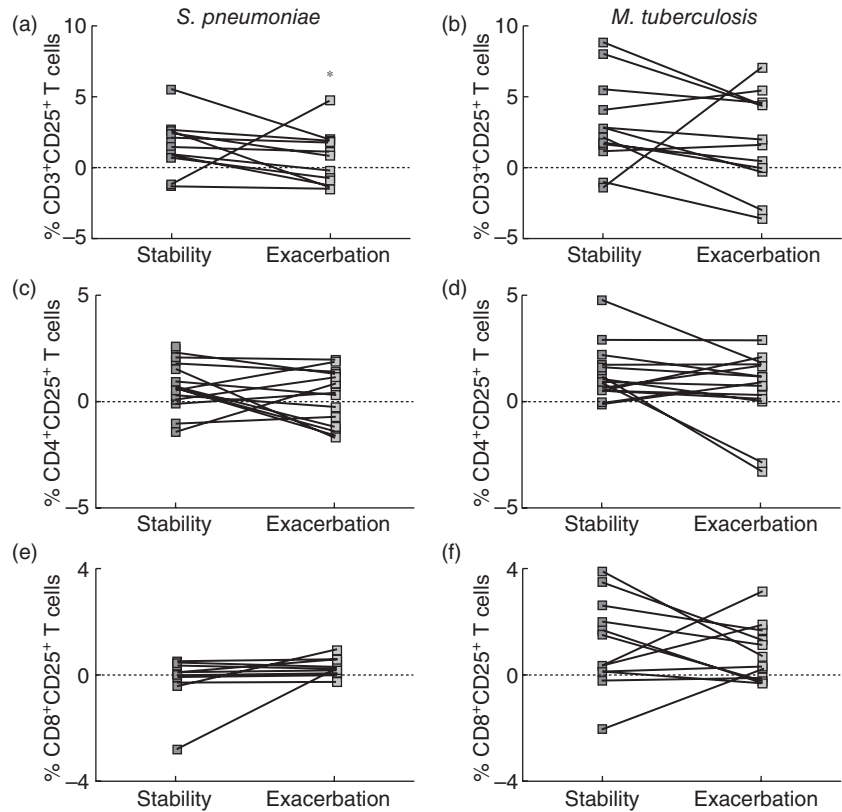 S. pneumoniae
M. tuberculosis
(a)
% CD3⁺CD25⁺ T cells
10
5
0
–5
*
Stability
Exacerbation
(b)
% CD3⁺CD25⁺ T cells
10
5
0
–5
Stability
Exacerbation
(c)
% CD4⁺CD25⁺ T cells
5
0
–5
Stability
Exacerbation
(d)
% CD4⁺CD25⁺ T cells
5
0
–5
Stability
Exacerbation
(e)
% CD8⁺CD25⁺ T cells
4
0
–4
Stability
Exacerbation
(f)
% CD8⁺CD25⁺ T cells
4
0
–4
Stability
Exacerbation